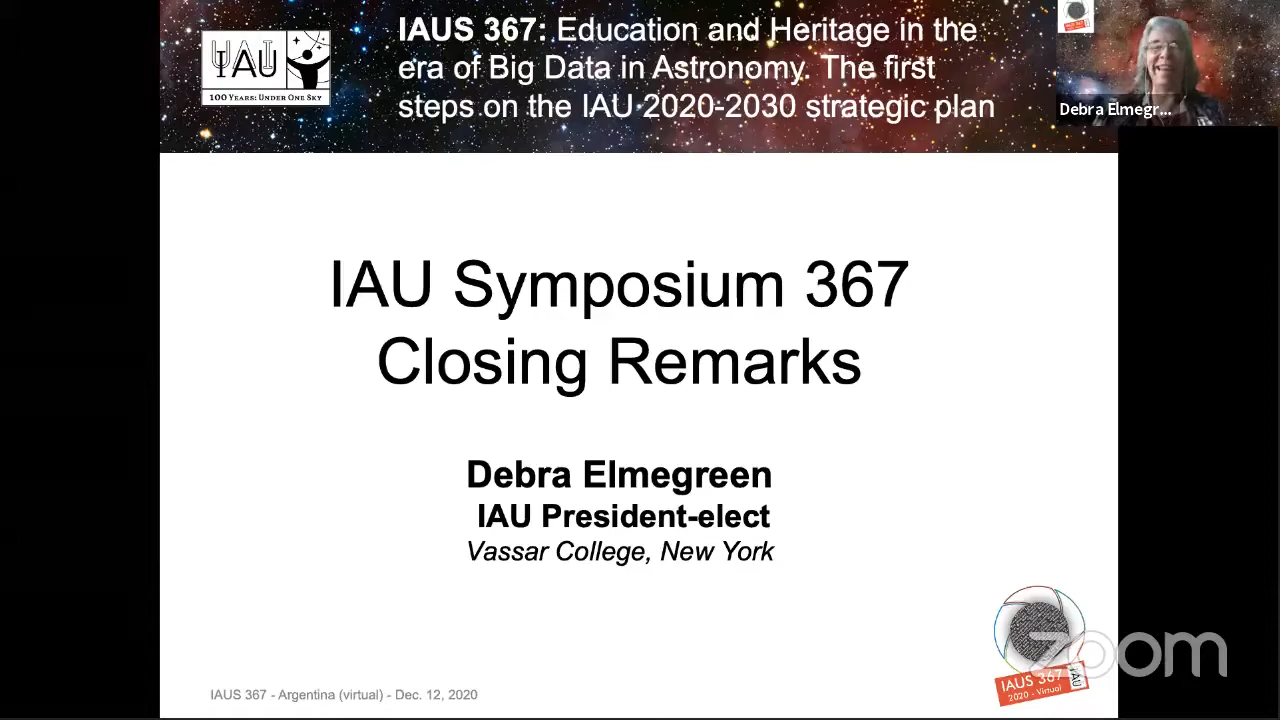 IAUS 367: Education and Heritage in the
era of Big Data in Astronomy. The first
steps on the IAU 2020-2030 strategic plan
IAU
100 Years: Under One Sky
Debra Elmegr...
IAU Symposium 367
Closing Remarks
Debra Elmegreen
IAU President-elect
Vassar College, New York
IAUS 367
2020 - Virtual
IAU
zoom
IAUS 367 - Argentina (virtual) - Dec. 12, 2020